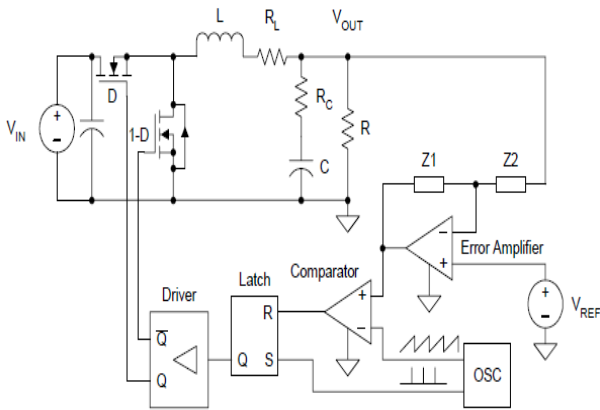 L
R_L
V_OUT
D
R_C
R
V_IN
+
−
1-D
C
Z1
Z2
−
+
Error Amplifier
Comparator
Latch
Driver
+
−
V_REF
+
−
R
Q
S
Q̅
Q
OSC